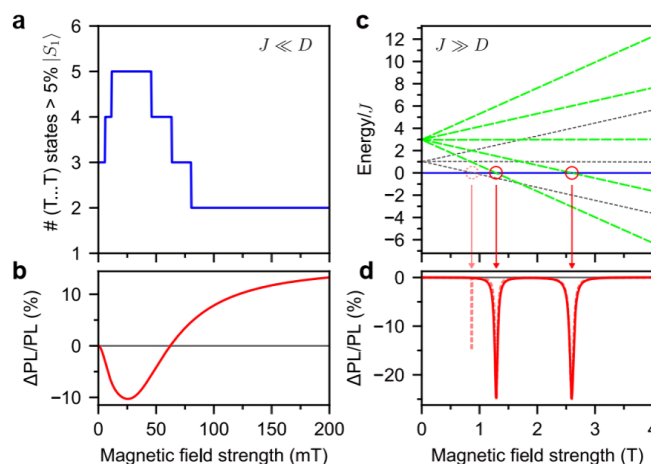 a
# (T... T) states > 5% |S₁⟩
6
5
4
3
2
1
J ≪ D
b
ΔPL/PL (%)
10
0
−10
0 50 100 150 200
Magnetic field strength (mT)
c
Energy/J
12
10
8
6
4
2
0
−2
−4
−6
J ≫ D
d
ΔPL/PL (%)
0
−10
−20
0 1 2 3 4
Magnetic field strength (T)